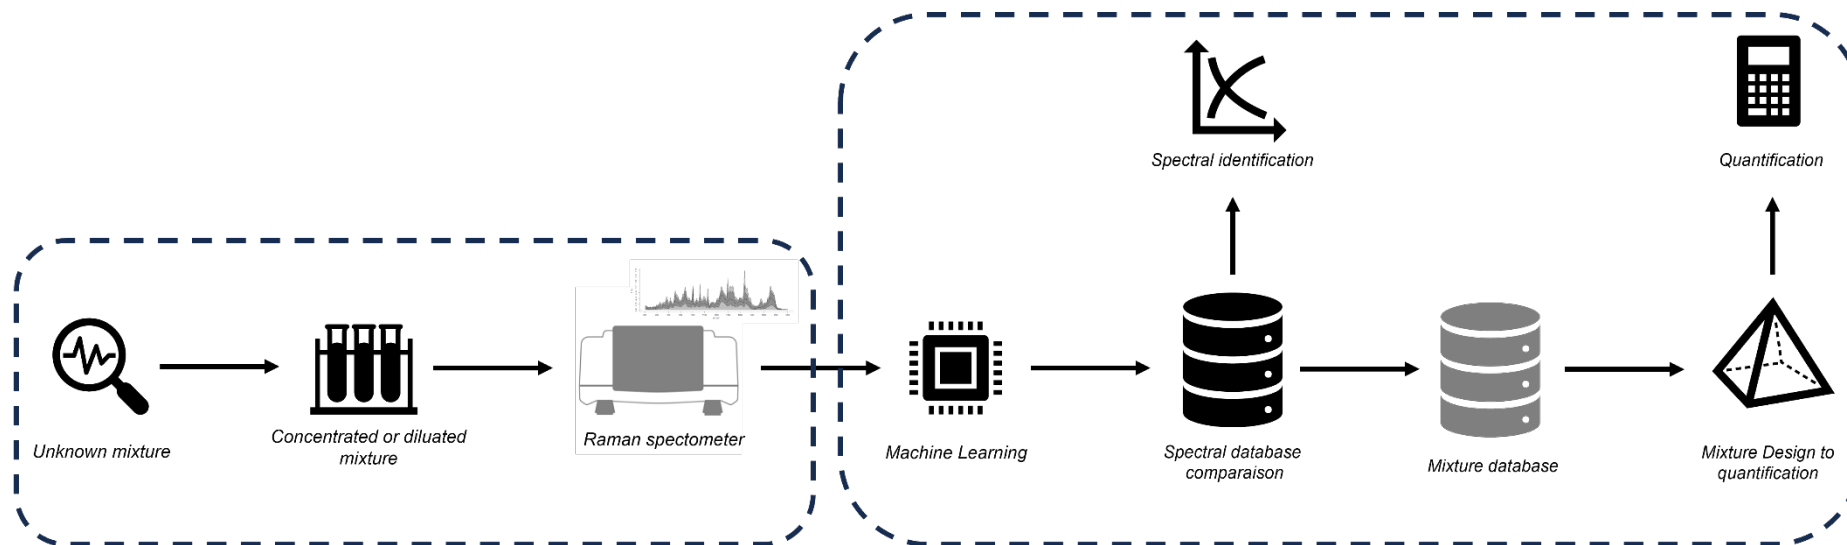 Spectral identification
Quantification
Unknown mixture
Concentrated or diluated
mixture
Raman spectometer
Machine Learning
Spectral database
comparaison
Mixture database
Mixture Design to
quantification